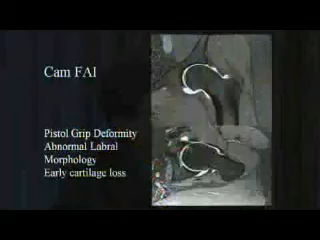 Cam FAI
Pistol Grip Deformity
Abnormal Labral
Morphology
Early cartilage loss